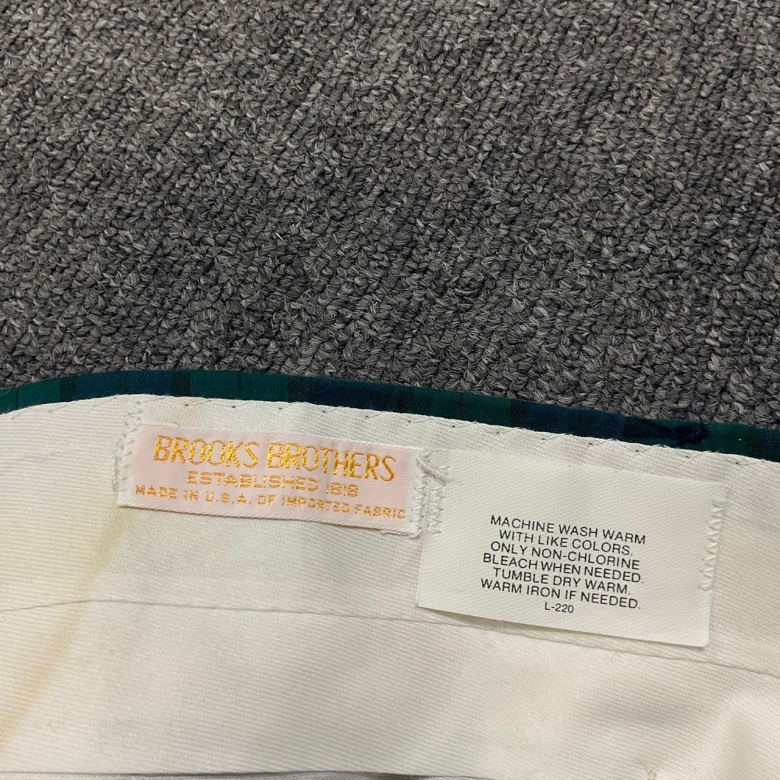 BROOKS BROTHERS
ESTABLISHED 1818
MADE IN U.S.A. OF IMPORTED FABRIC
MACHINE WASH WARM
WITH LIKE COLORS.
ONLY NON-CHLORINE
BLEACH WHEN NEEDED.
TUMBLE DRY WARM.
WARM IRON IF NEEDED.
L-220